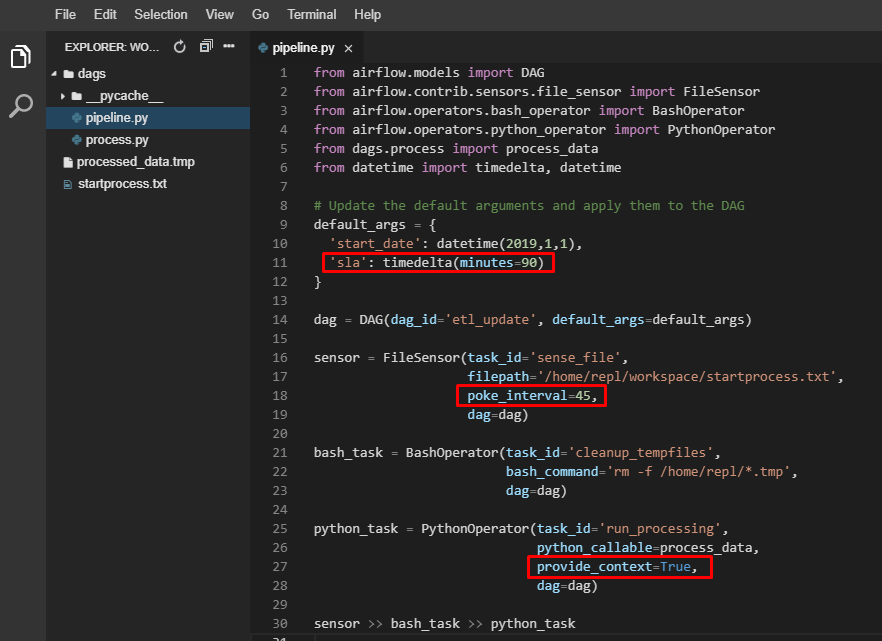 File Edit Selection View Go Terminal Help
EXPLORER: WO...
dags
__pycache__
pipeline.py
process.py
processed_data.tmp
startprocess.txt
pipeline.py ×
1 from airflow.models import DAG
2 from airflow.contrib.sensors.file_sensor import FileSensor
3 from airflow.operators.bash_operator import BashOperator
4 from airflow.operators.python_operator import PythonOperator
5 from dags.process import process_data
6 from datetime import timedelta, datetime
7
8 # Update the default arguments and apply them to the DAG
9 default_args = {
10   'start_date': datetime(2019,1,1),
11   'sla': timedelta(minutes=90)
12 }
13
14 dag = DAG(dag_id='etl_update', default_args=default_args)
15
16 sensor = FileSensor(task_id='sense_file',
17                     filepath='/home/repl/workspace/startprocess.txt',
18                     poke_interval=45,
19                     dag=dag)
20
21 bash_task = BashOperator(task_id='cleanup_tempfiles',
22                          bash_command='rm -f /home/repl/*.tmp',
23                          dag=dag)
24
25 python_task = PythonOperator(task_id='run_processing',
26                              python_callable=process_data,
27                              provide_context=True,
28                              dag=dag)
29
30 sensor >> bash_task >> python_task
31